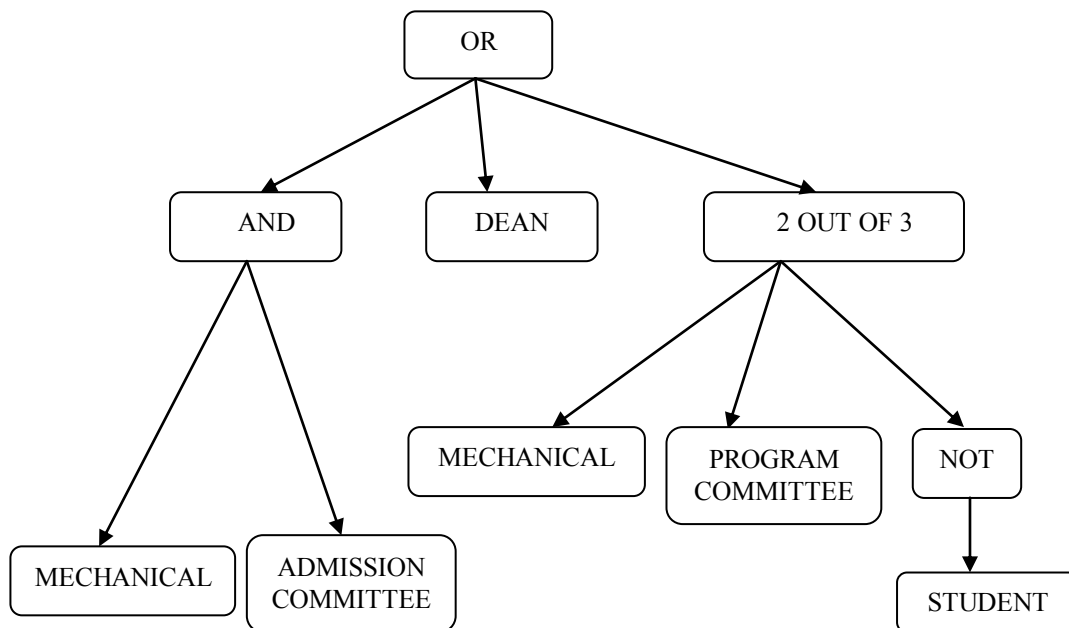 OR
AND
DEAN
2 OUT OF 3
MECHANICAL
PROGRAM
COMMITTEE
NOT
MECHANICAL
ADMISSION
COMMITTEE
STUDENT